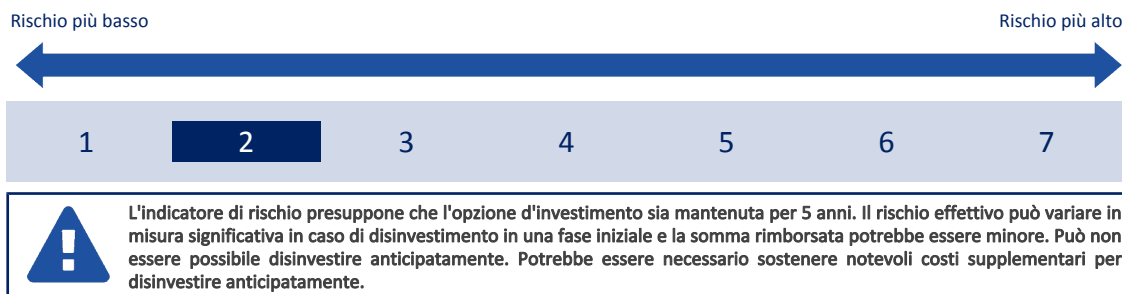 Rischio più basso Rischio più alto
1 2 3 4 5 6 7
L'indicatore di rischio presuppone che l'opzione d'investimento sia mantenuta per 5 anni. Il rischio effettivo può variare in
misura significativa in caso di disinvestimento in una fase iniziale e la somma rimborsata potrebbe essere minore. Può non
essere possibile disinvestire anticipatamente. Potrebbe essere necessario sostenere notevoli costi supplementari per
disinvestire anticipatamente.